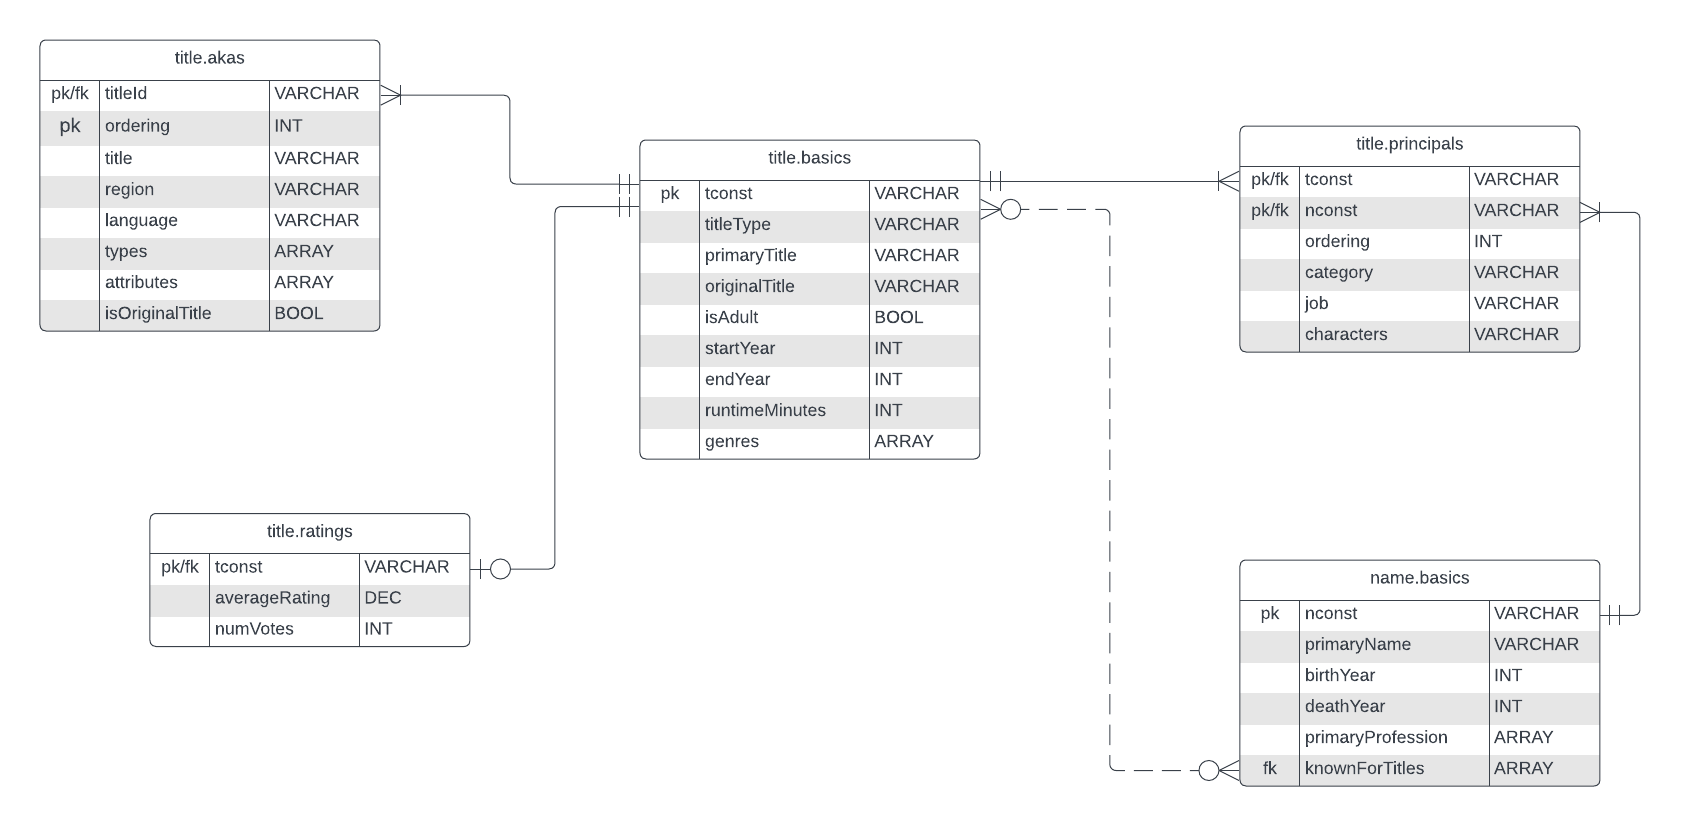 title.akas
pk/fk titleId VARCHAR
pk ordering INT
title VARCHAR
region VARCHAR
language VARCHAR
types ARRAY
attributes ARRAY
isOriginalTitle BOOL
title.basics
pk tconst VARCHAR
titleType VARCHAR
primaryTitle VARCHAR
originalTitle VARCHAR
isAdult BOOL
startYear INT
endYear INT
runtimeMinutes INT
genres ARRAY
title.principals
pk/fk tconst VARCHAR
pk/fk nconst VARCHAR
ordering INT
category VARCHAR
job VARCHAR
characters VARCHAR
title.ratings
pk/fk tconst VARCHAR
averageRating DEC
numVotes INT
name.basics
pk nconst VARCHAR
primaryName VARCHAR
birthYear INT
deathYear INT
primaryProfession ARRAY
fk knownForTitles ARRAY